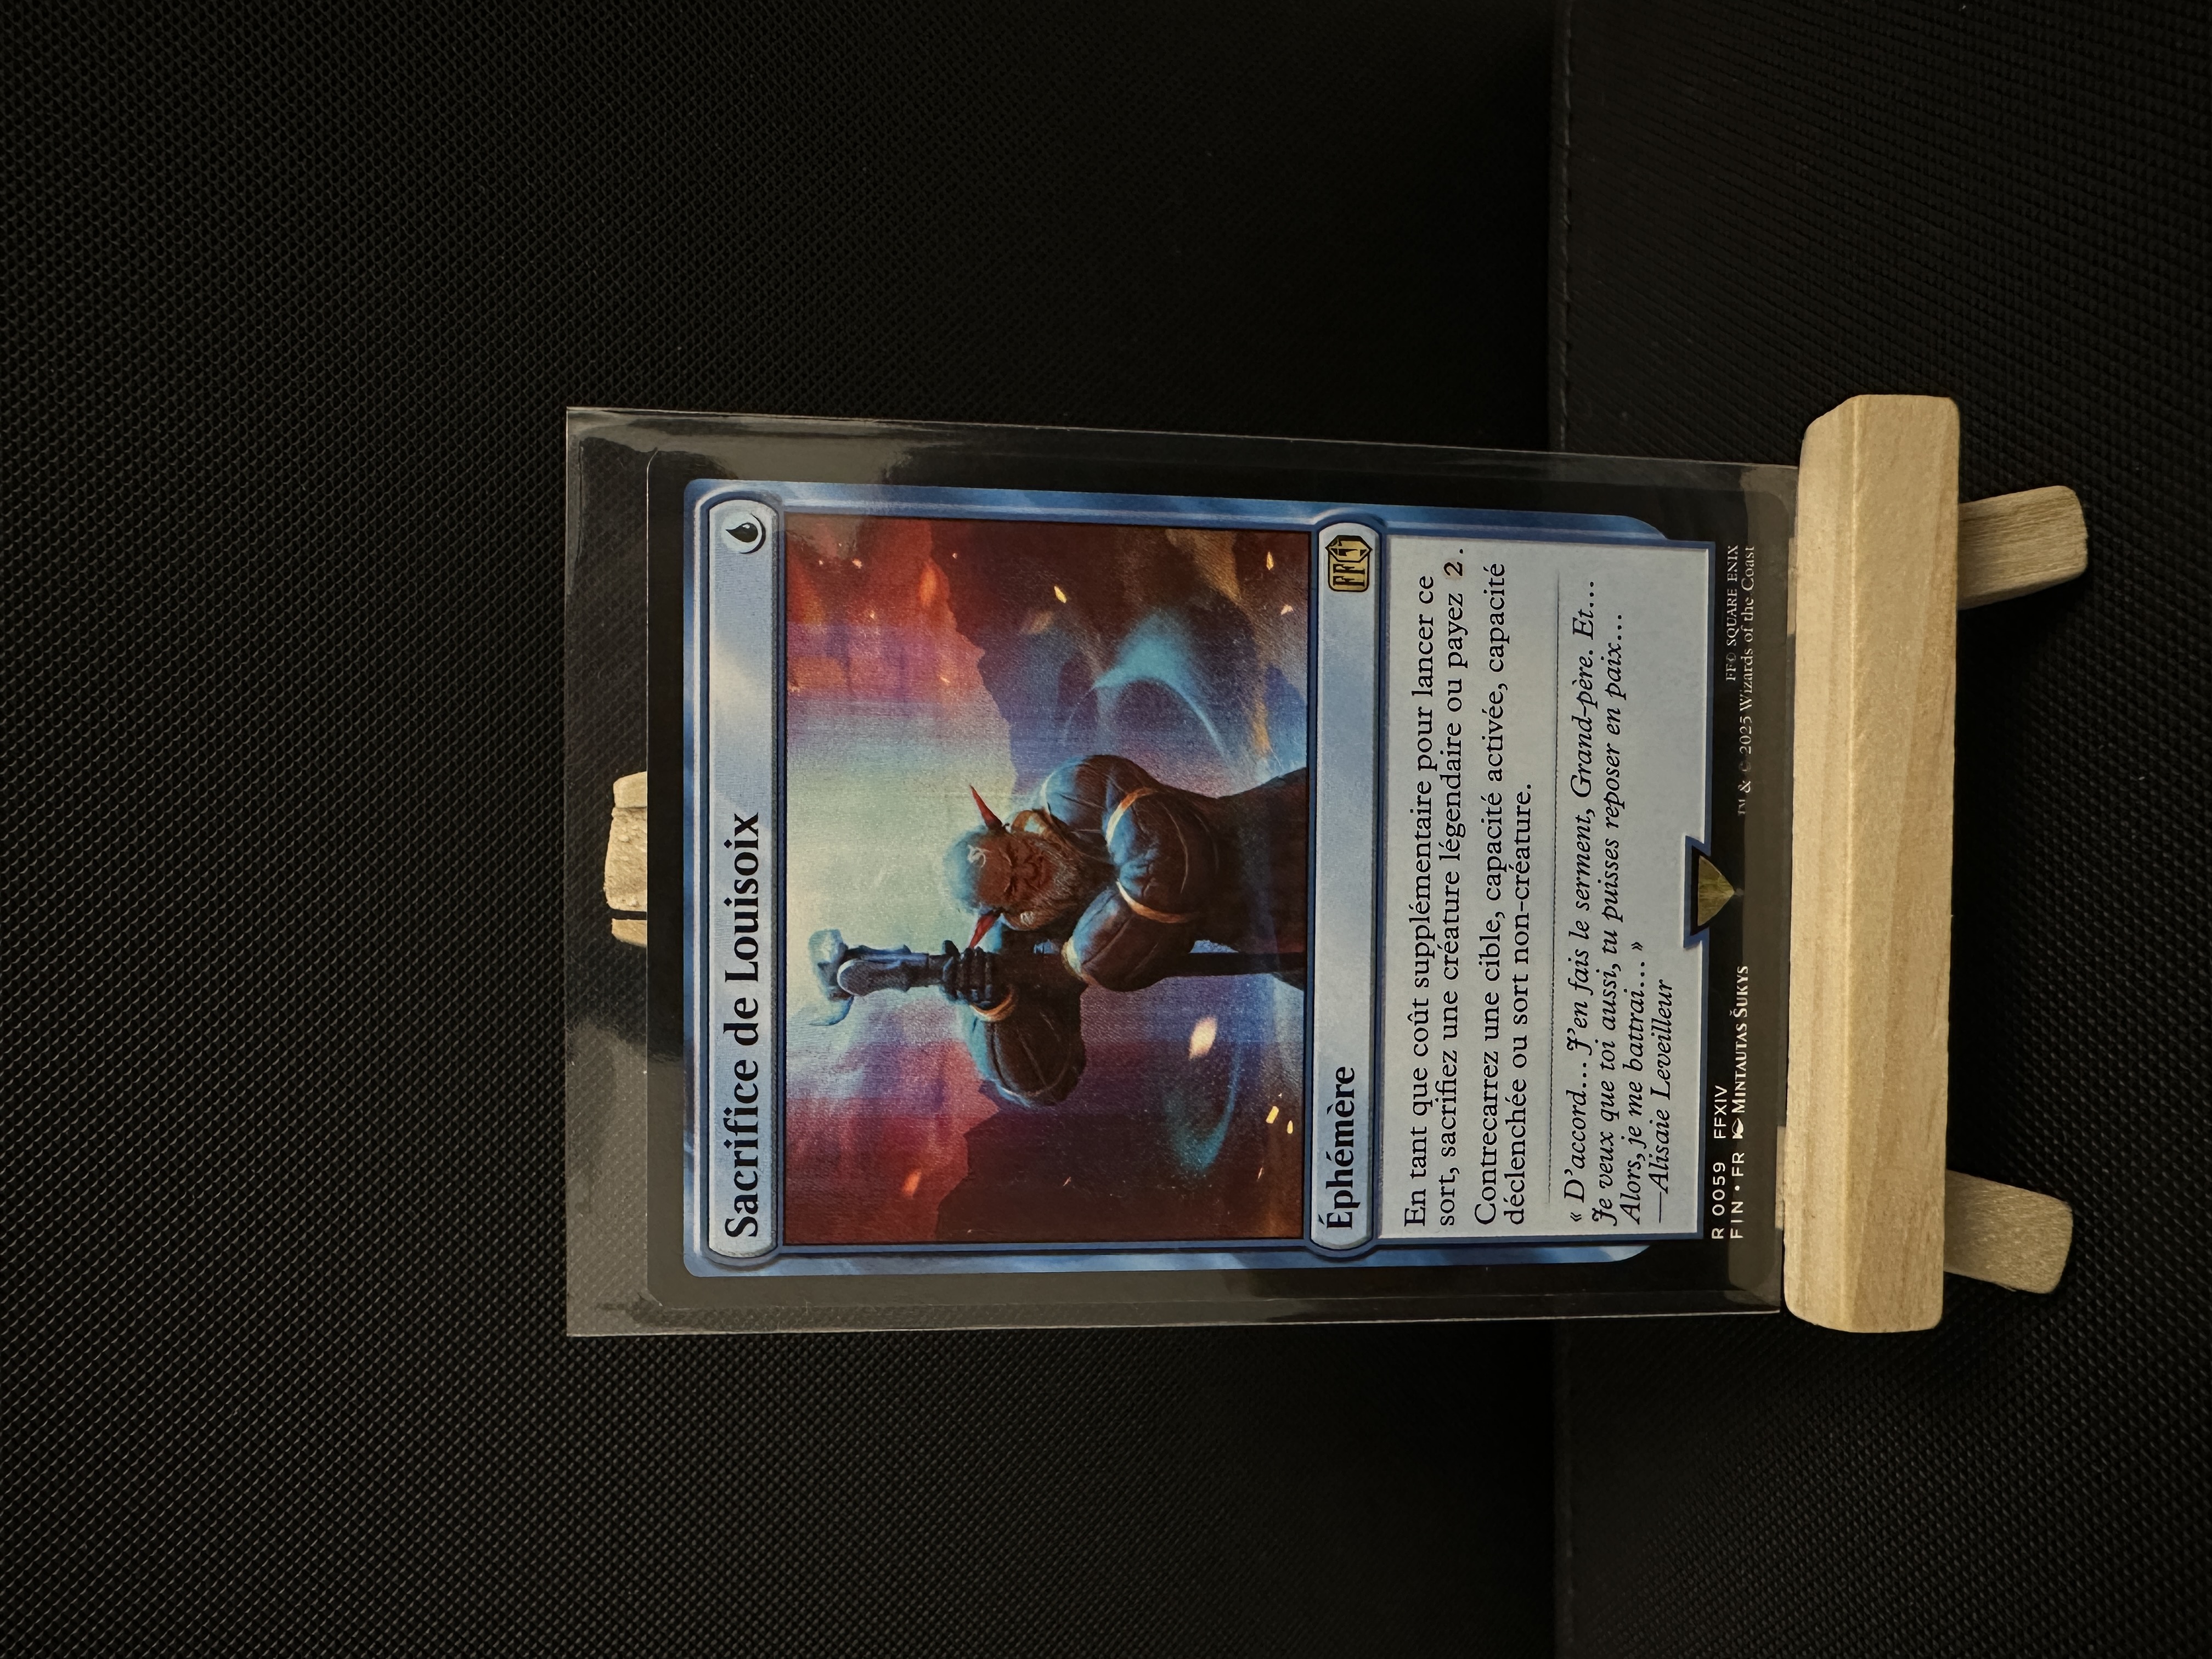 Sacrifice de Louisoix
Éphémère
FF
En tant que coût supplémentaire pour lancer ce
sort, sacrifiez une créature légendaire ou payez 2.
Contrecarrez une cible, capacité activée, capacité
déclenchée ou sort non-créature.
« D'accord… J'en fais le serment, Grand-père. Et…
Je veux que toi aussi, tu puisses reposer en paix…
Alors, je me battrai… »
—Alisaie Leveilleur
R 0059 FFXIV
FIN • FR Mintautas Šukys
FF© SQUARE ENIX
™ & © 2025 Wizards of the Coast